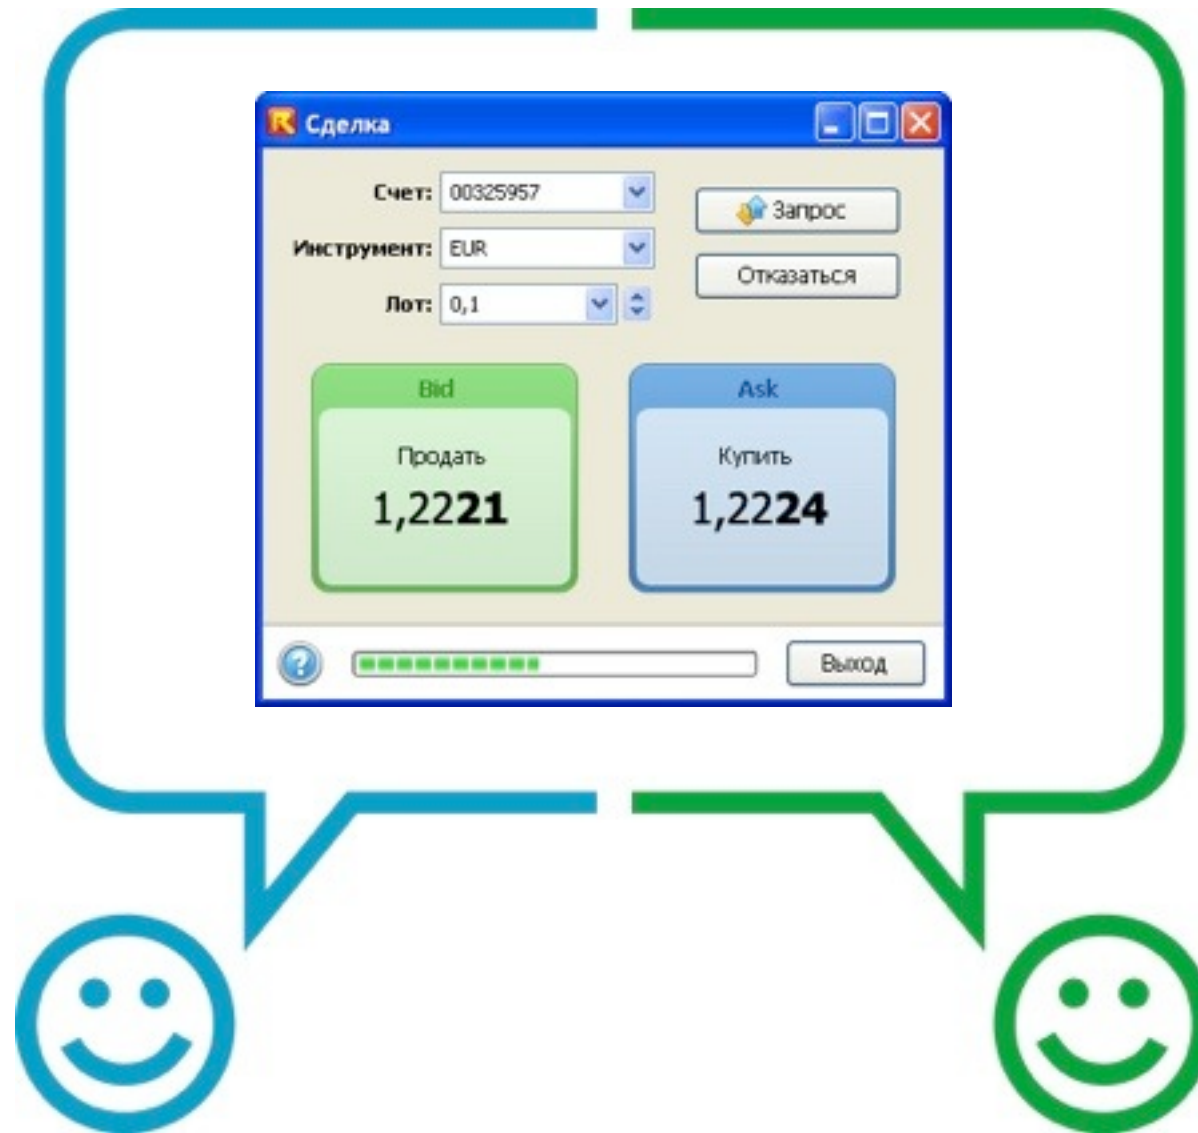 Сделка
Счет: 00325957
Запрос
Инструмент: EUR
Отказаться
Лот: 0,1
Bid
Ask
Продать
Купить
1,2221
1,2224
Выход